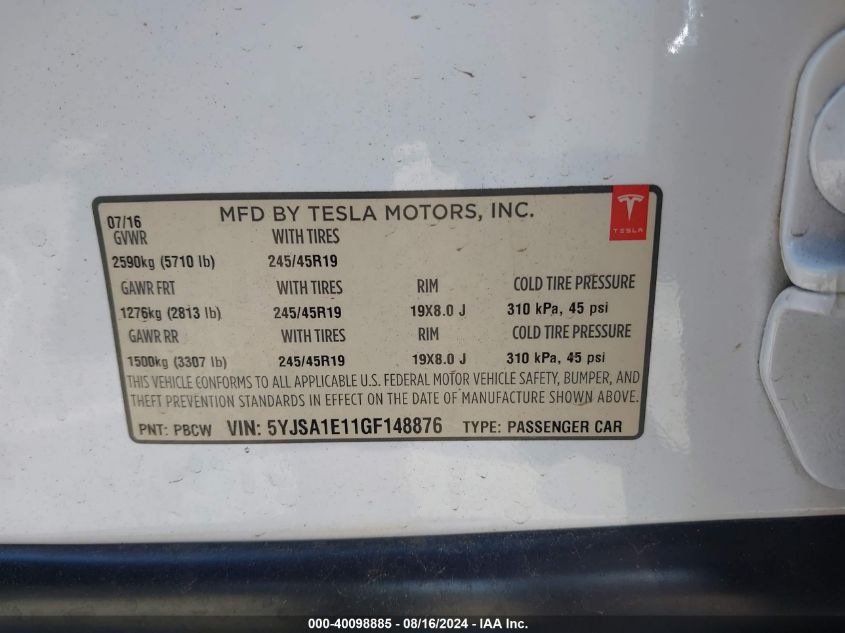 07/16 MFD BY TESLA MOTORS, INC.
TESLA
GVWR WITH TIRES
2590kg (5710 lb) 245/45R19
GAWR FRT WITH TIRES RIM COLD TIRE PRESSURE
1276kg (2813 lb) 245/45R19 19X8.0 J 310 kPa, 45 psi
GAWR RR WITH TIRES RIM COLD TIRE PRESSURE
1500kg (3307 lb) 245/45R19 19X8.0 J 310 kPa, 45 psi
THIS VEHICLE CONFORMS TO ALL APPLICABLE U.S. FEDERAL MOTOR VEHICLE SAFETY, BUMPER, AND
THEFT PREVENTION STANDARDS IN EFFECT ON THE DATE OF MANUFACTURE SHOWN ABOVE.
PNT: PBCW VIN: 5YJSA1E11GF148876 TYPE: PASSENGER CAR
000-40098885 - 08/16/2024 - IAA Inc.